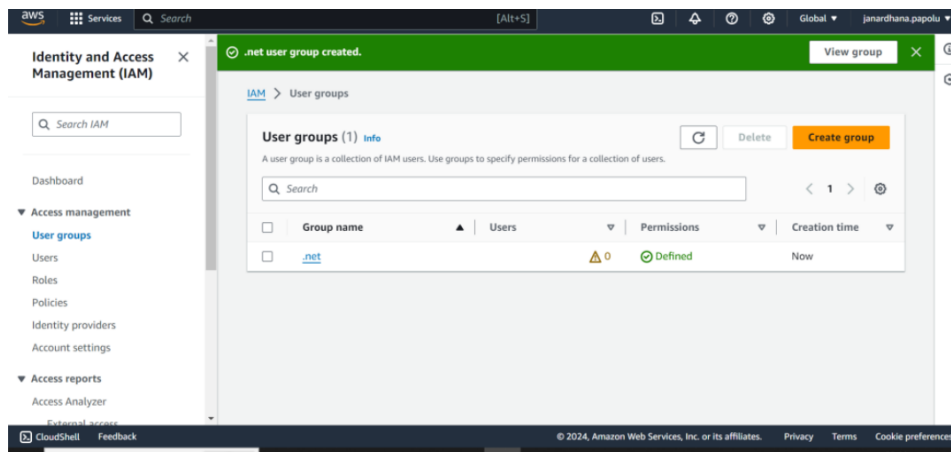 aws Services Search [Alt+S] Global janardhana.papolu
Identity and Access Management (IAM)
Search IAM
Dashboard
Access management
User groups
Users
Roles
Policies
Identity providers
Account settings
Access reports
Access Analyzer
External access
.net user group created. View group
IAM > User groups
User groups (1) Info Delete Create group
A user group is a collection of IAM users. Use groups to specify permissions for a collection of users.
Search 1
Group name Users Permissions Creation time
.net 0 Defined Now
CloudShell Feedback © 2024, Amazon Web Services, Inc. or its affiliates. Privacy Terms Cookie preferences